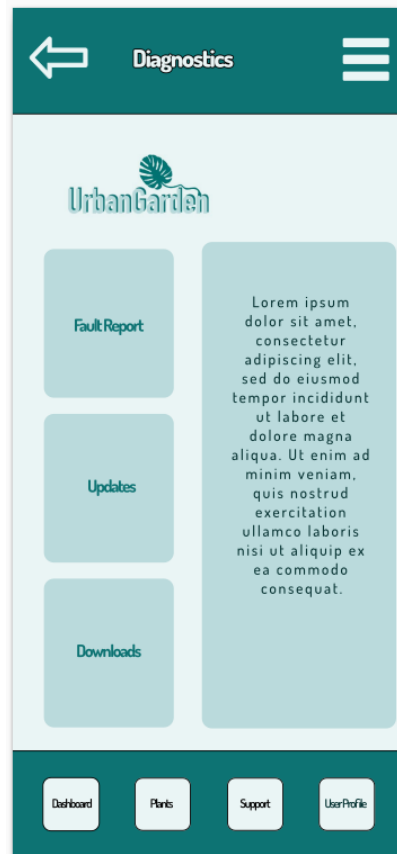 Diagnostics
UrbanGarden
Fault Report
Updates
Downloads
Lorem ipsum
dolor sit amet,
consectetur
adipiscing elit,
sed do eiusmod
tempor incididunt
ut labore et
dolore magna
aliqua. Ut enim ad
minim veniam,
quis nostrud
exercitation
ullamco laboris
nisi ut aliquip ex
ea commodo
consequat.
Dashboard
Plants
Support
User Profile